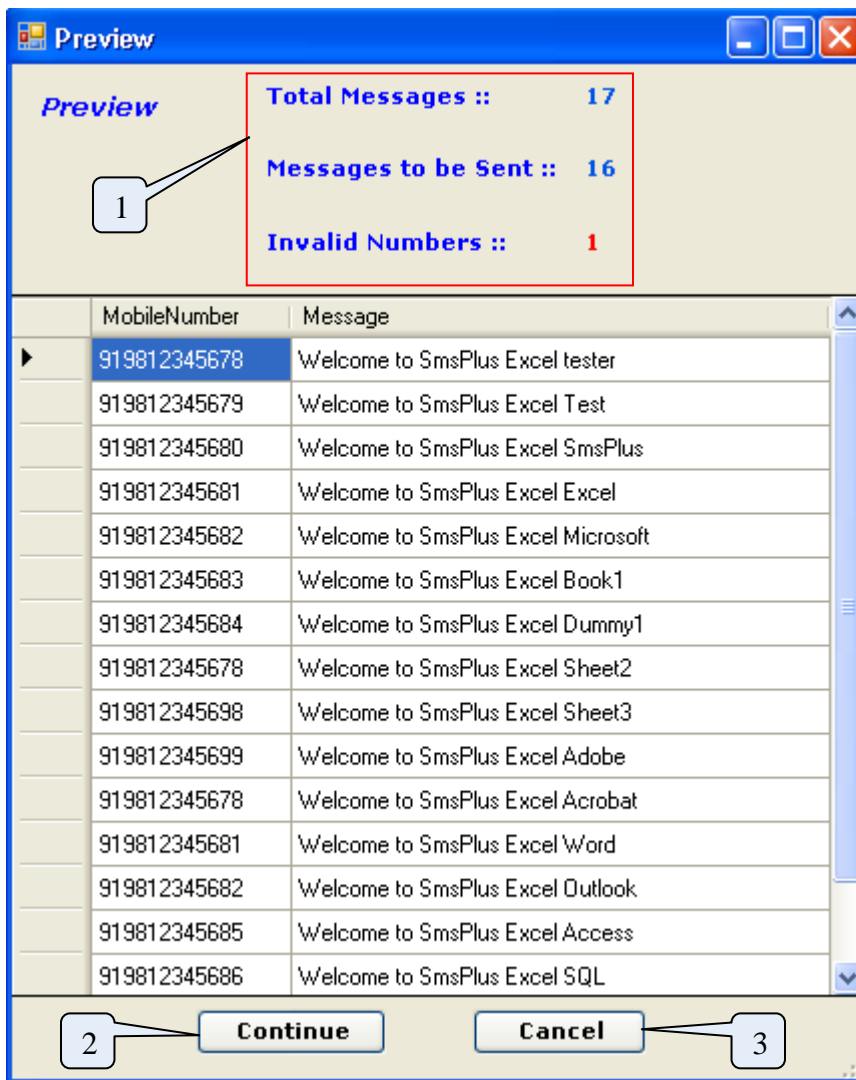 Preview
Preview
Total Messages :: 17
Messages to be Sent :: 16
Invalid Numbers :: 1
1
MobileNumber Message
919812345678 Welcome to SmsPlus Excel tester
919812345679 Welcome to SmsPlus Excel Test
919812345680 Welcome to SmsPlus Excel SmsPlus
919812345681 Welcome to SmsPlus Excel Excel
919812345682 Welcome to SmsPlus Excel Microsoft
919812345683 Welcome to SmsPlus Excel Book1
919812345684 Welcome to SmsPlus Excel Dummy1
919812345678 Welcome to SmsPlus Excel Sheet2
919812345698 Welcome to SmsPlus Excel Sheet3
919812345699 Welcome to SmsPlus Excel Adobe
919812345678 Welcome to SmsPlus Excel Acrobat
919812345681 Welcome to SmsPlus Excel Word
919812345682 Welcome to SmsPlus Excel Outlook
919812345685 Welcome to SmsPlus Excel Access
919812345686 Welcome to SmsPlus Excel SQL
2 Continue Cancel 3